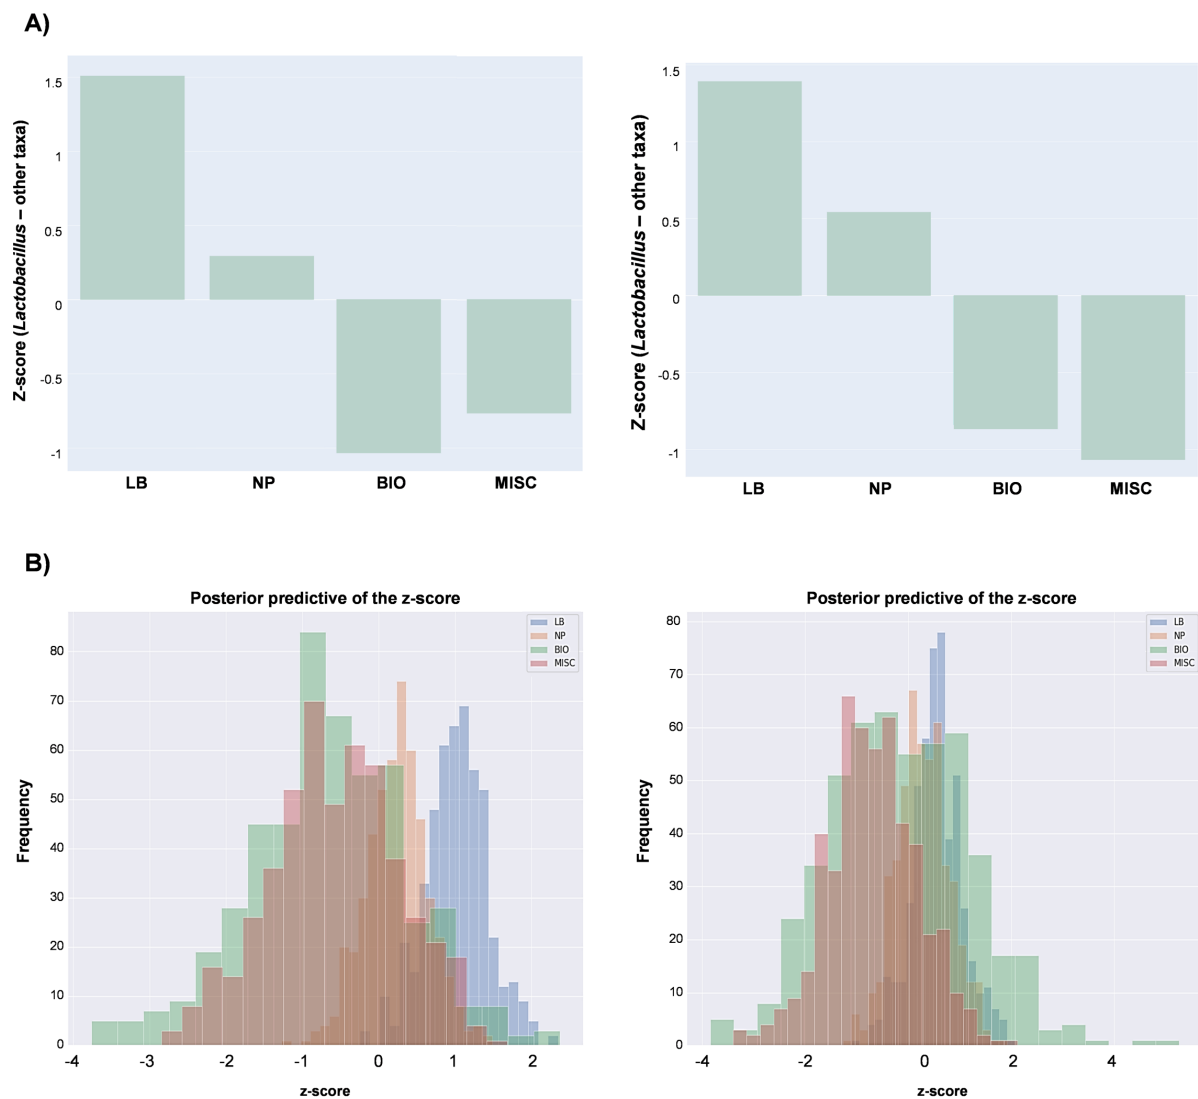 A)
Z-score (Lactobacillus – other taxa)
1.5
1
0.5
0
-0.5
-1
LB NP BIO MISC
Z-score (Lactobacillus – other taxa)
1.5
1
0.5
0
-0.5
-1
LB NP BIO MISC
B)
Posterior predictive of the z-score
LB
NP
BIO
MISC
Frequency
80
70
60
50
40
30
20
10
0
-4 -3 -2 -1 0 1 2
z-score
Posterior predictive of the z-score
LB
NP
BIO
MISC
Frequency
80
70
60
50
40
30
20
10
0
-4 -2 0 2 4
z-score